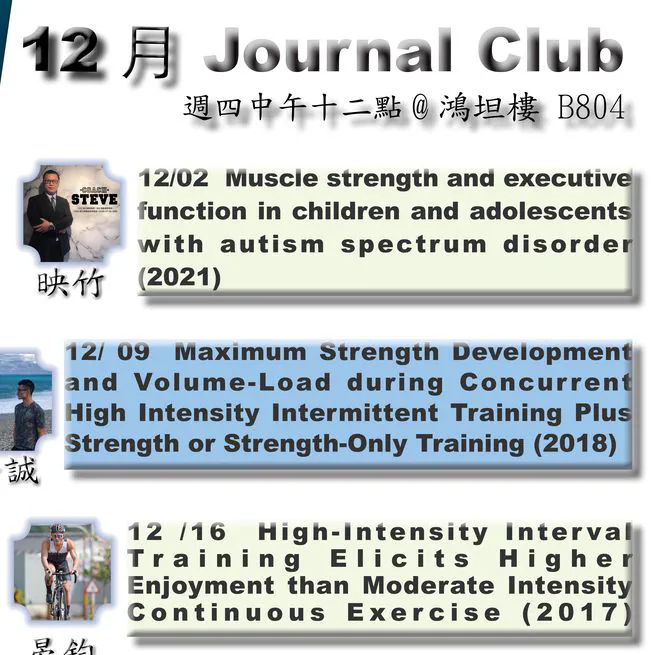 12 月 Journal Club
週四中午十二點@鴻坦樓 B804
12/02 Muscle strength and executive
function in children and adolescents
with autism spectrum disorder
(2021)
COACH
STEVE
映竹
12/ 09 Maximum Strength Development
and Volume-Load during Concurrent
High Intensity Intermittent Training Plus
Strength or Strength-Only Training (2018)
誠
12 /16 High-Intensity Interval
Training Elicits Higher
Enjoyment than Moderate Intensity
Continuous Exercise (2017)